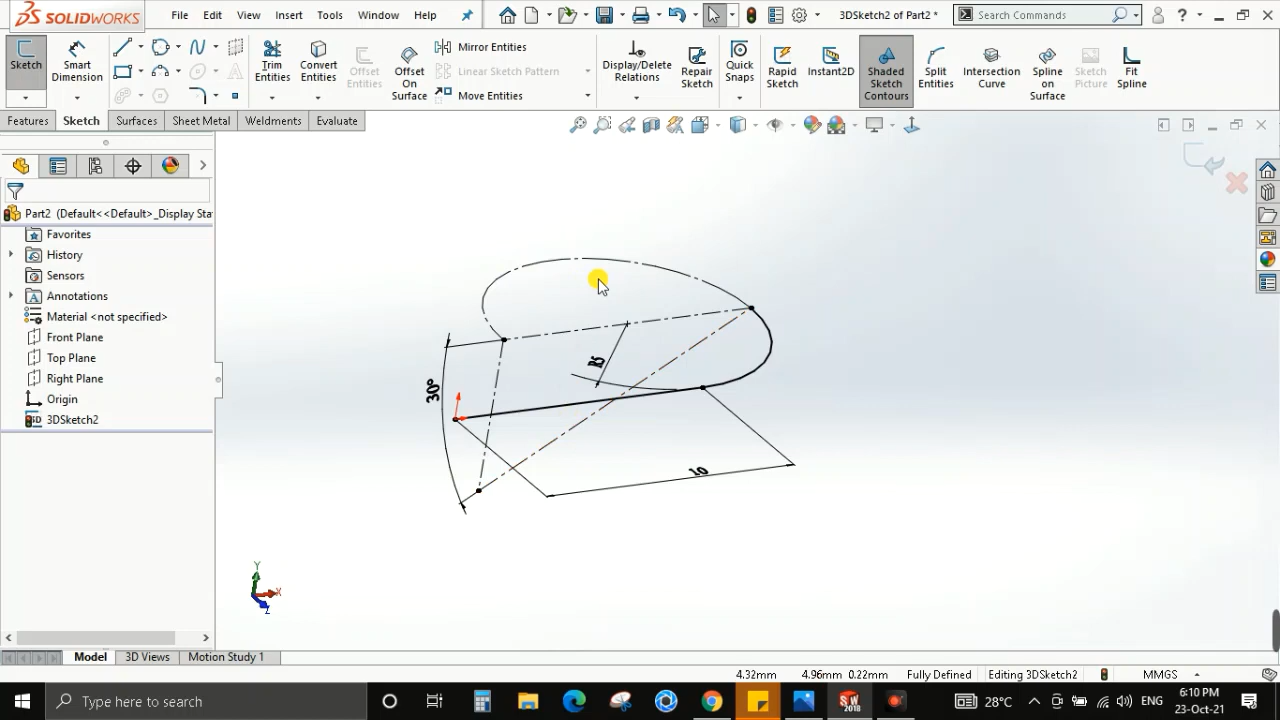 SOLIDWORKS File Edit View Insert Tools Window Help 3DSketch2 of Part2 * Search Commands ?
Sketch Smart Dimension Trim Entities Convert Entities Offset Entities Offset On Surface Mirror Entities Linear Sketch Pattern Move Entities Display/Delete Relations Repair Sketch Quick Snaps Rapid Sketch Instant2D Shaded Sketch Contours Split Entities Intersection Curve Spline on Surface Sketch Picture Fit Spline
Features Sketch Surfaces Sheet Metal Weldments Evaluate
Part2 (Default<<Default>_Display Sta
Favorites
History
Sensors
Annotations
Material <not specified>
Front Plane
Top Plane
Right Plane
Origin
3D 3DSketch2
30°
R5
10
Y
X
Z
Model 3D Views Motion Study 1
4.32mm 4.96mm 0.22mm Fully Defined Editing 3DSketch2 MMGS
Type here to search SW 2018 28°C ENG 6:10 PM
23-Oct-21